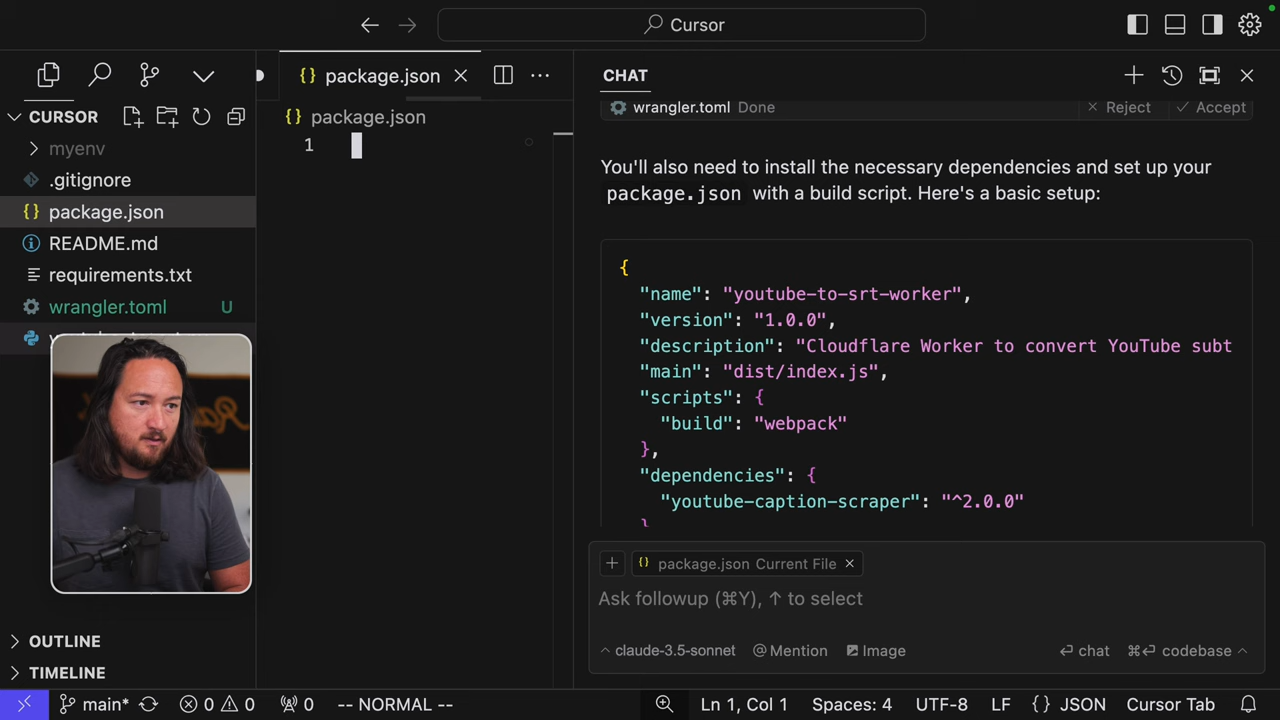 Cursor
CURSOR
myenv
.gitignore
package.json
README.md
requirements.txt
wrangler.toml U
OUTLINE
TIMELINE
package.json
package.json
1
CHAT
wrangler.toml Done Reject Accept
You'll also need to install the necessary dependencies and set up your
package.json with a build script. Here's a basic setup:
{
"name": "youtube-to-srt-worker",
"version": "1.0.0",
"description": "Cloudflare Worker to convert YouTube subt
"main": "dist/index.js",
"scripts": {
"build": "webpack"
},
"dependencies": {
"youtube-caption-scraper": "^2.0.0"
}
package.json Current File
Ask followup (⌘Y), ↑ to select
claude-3.5-sonnet @Mention Image chat ⌘⏎ codebase
main* 0 0 0 -- NORMAL -- Ln 1, Col 1 Spaces: 4 UTF-8 LF {} JSON Cursor Tab